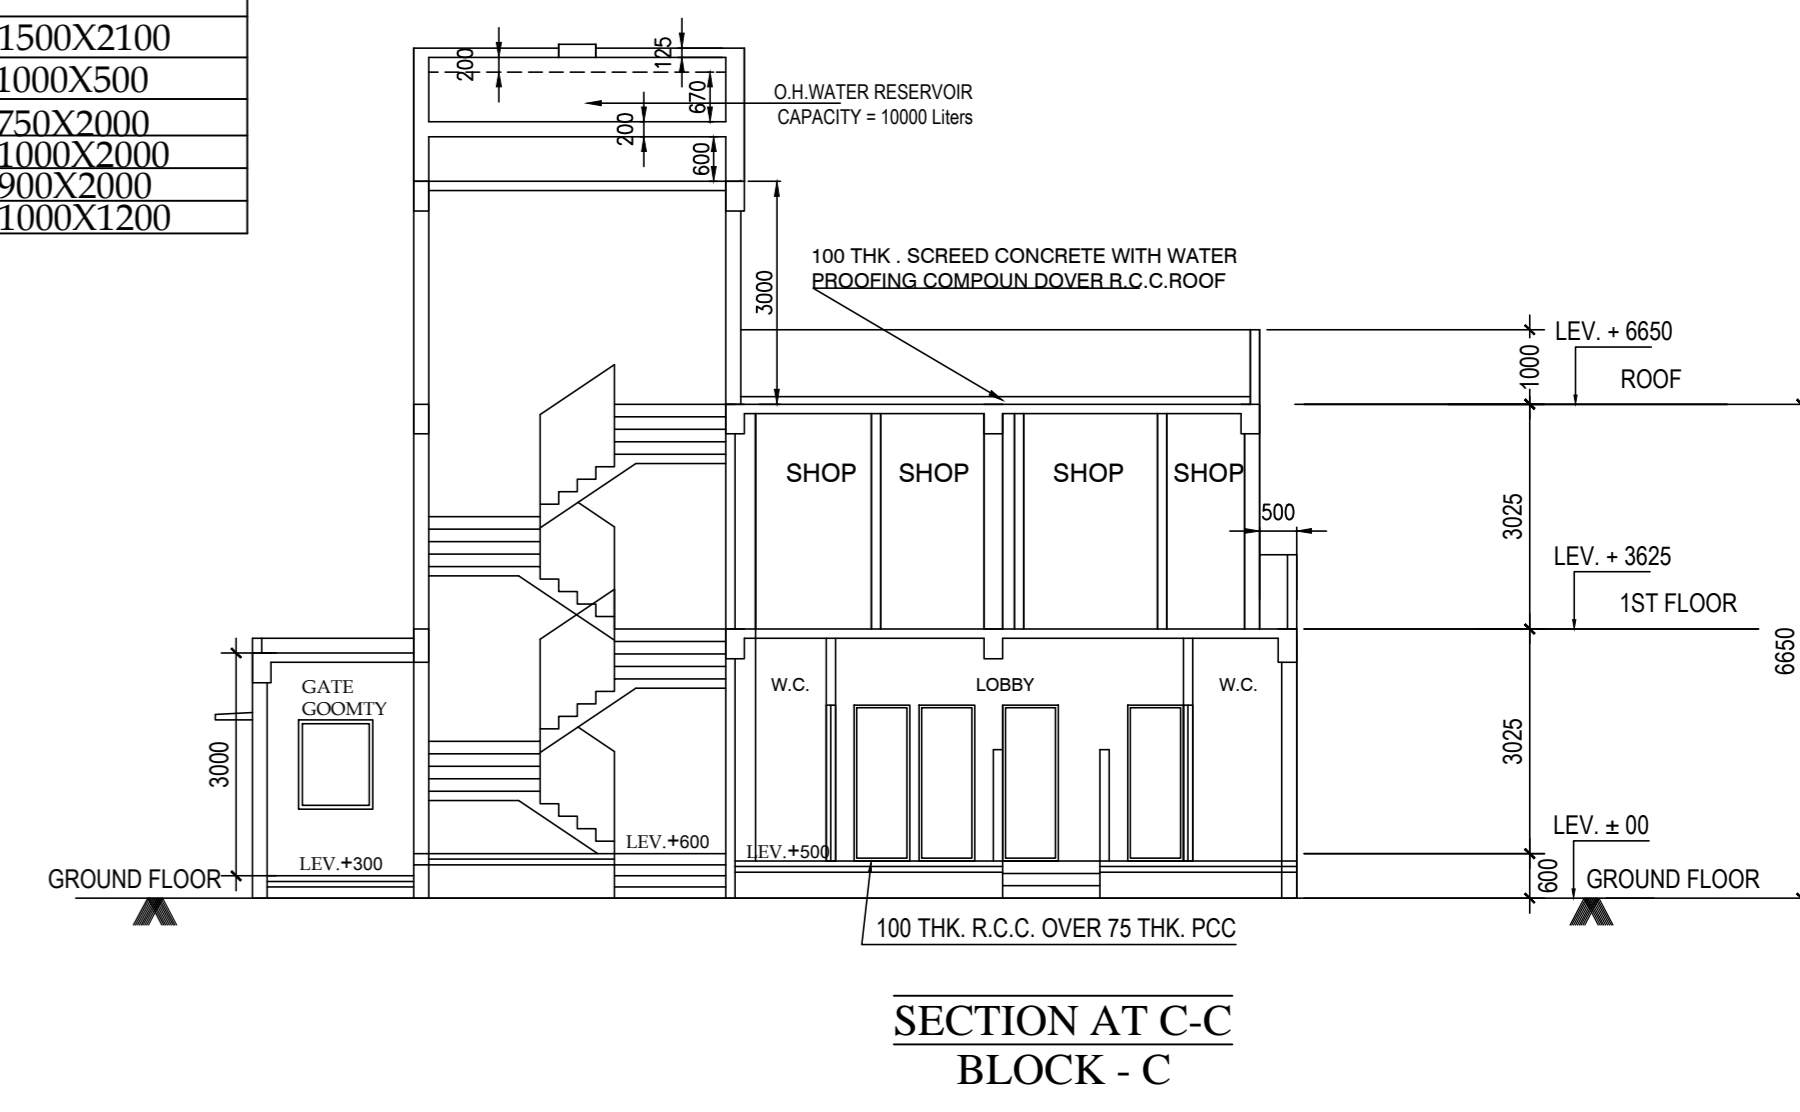 1500X2100
1000X500
750X2000
1000X2000
900X2000
1000X1200
200
125
670
200
600
O.H.WATER RESERVOIR
CAPACITY = 10000 Liters
3000
100 THK . SCREED CONCRETE WITH WATER
PROOFING COMPOUN DOVER R.C.C.ROOF
LEV. + 6650
1000
ROOF
SHOP
SHOP
SHOP
SHOP
500
3025
LEV. + 3625
1ST FLOOR
6650
GATE
GOOMTY
W.C.
LOBBY
W.C.
3000
3025
LEV.+300
LEV.+600
LEV.+500
LEV. ± 00
600
GROUND FLOOR
GROUND FLOOR
100 THK. R.C.C. OVER 75 THK. PCC
SECTION AT C-C
BLOCK - C